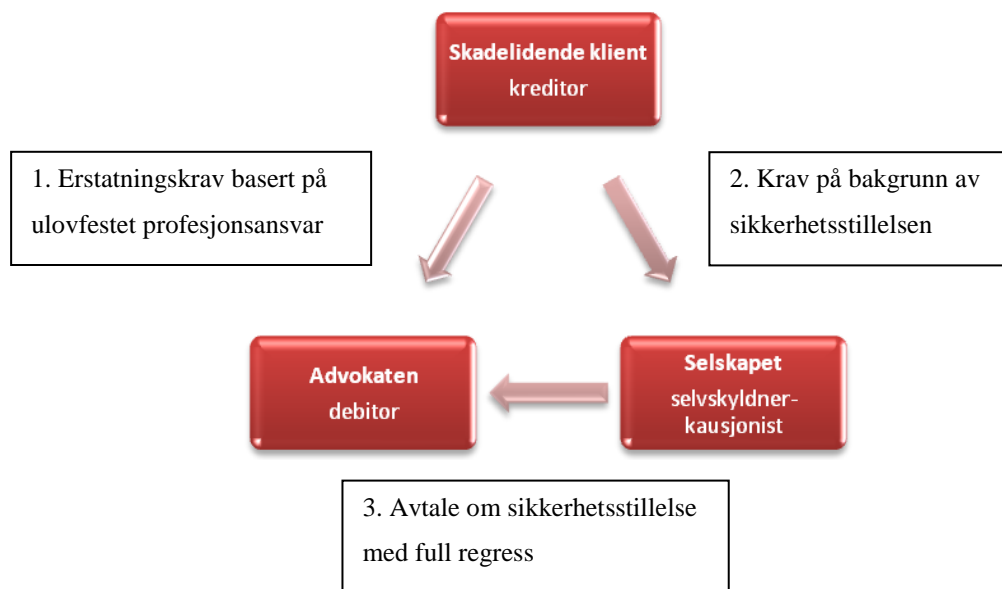 Skadelidende klient
kreditor
1. Erstatningskrav basert på
ulovfestet profesjonsansvar
2. Krav på bakgrunn av
sikkerhetsstillelsen
Advokaten
debitor
Selskapet
selvskyldner-
kausjonist
3. Avtale om sikkerhetsstillelse
med full regress